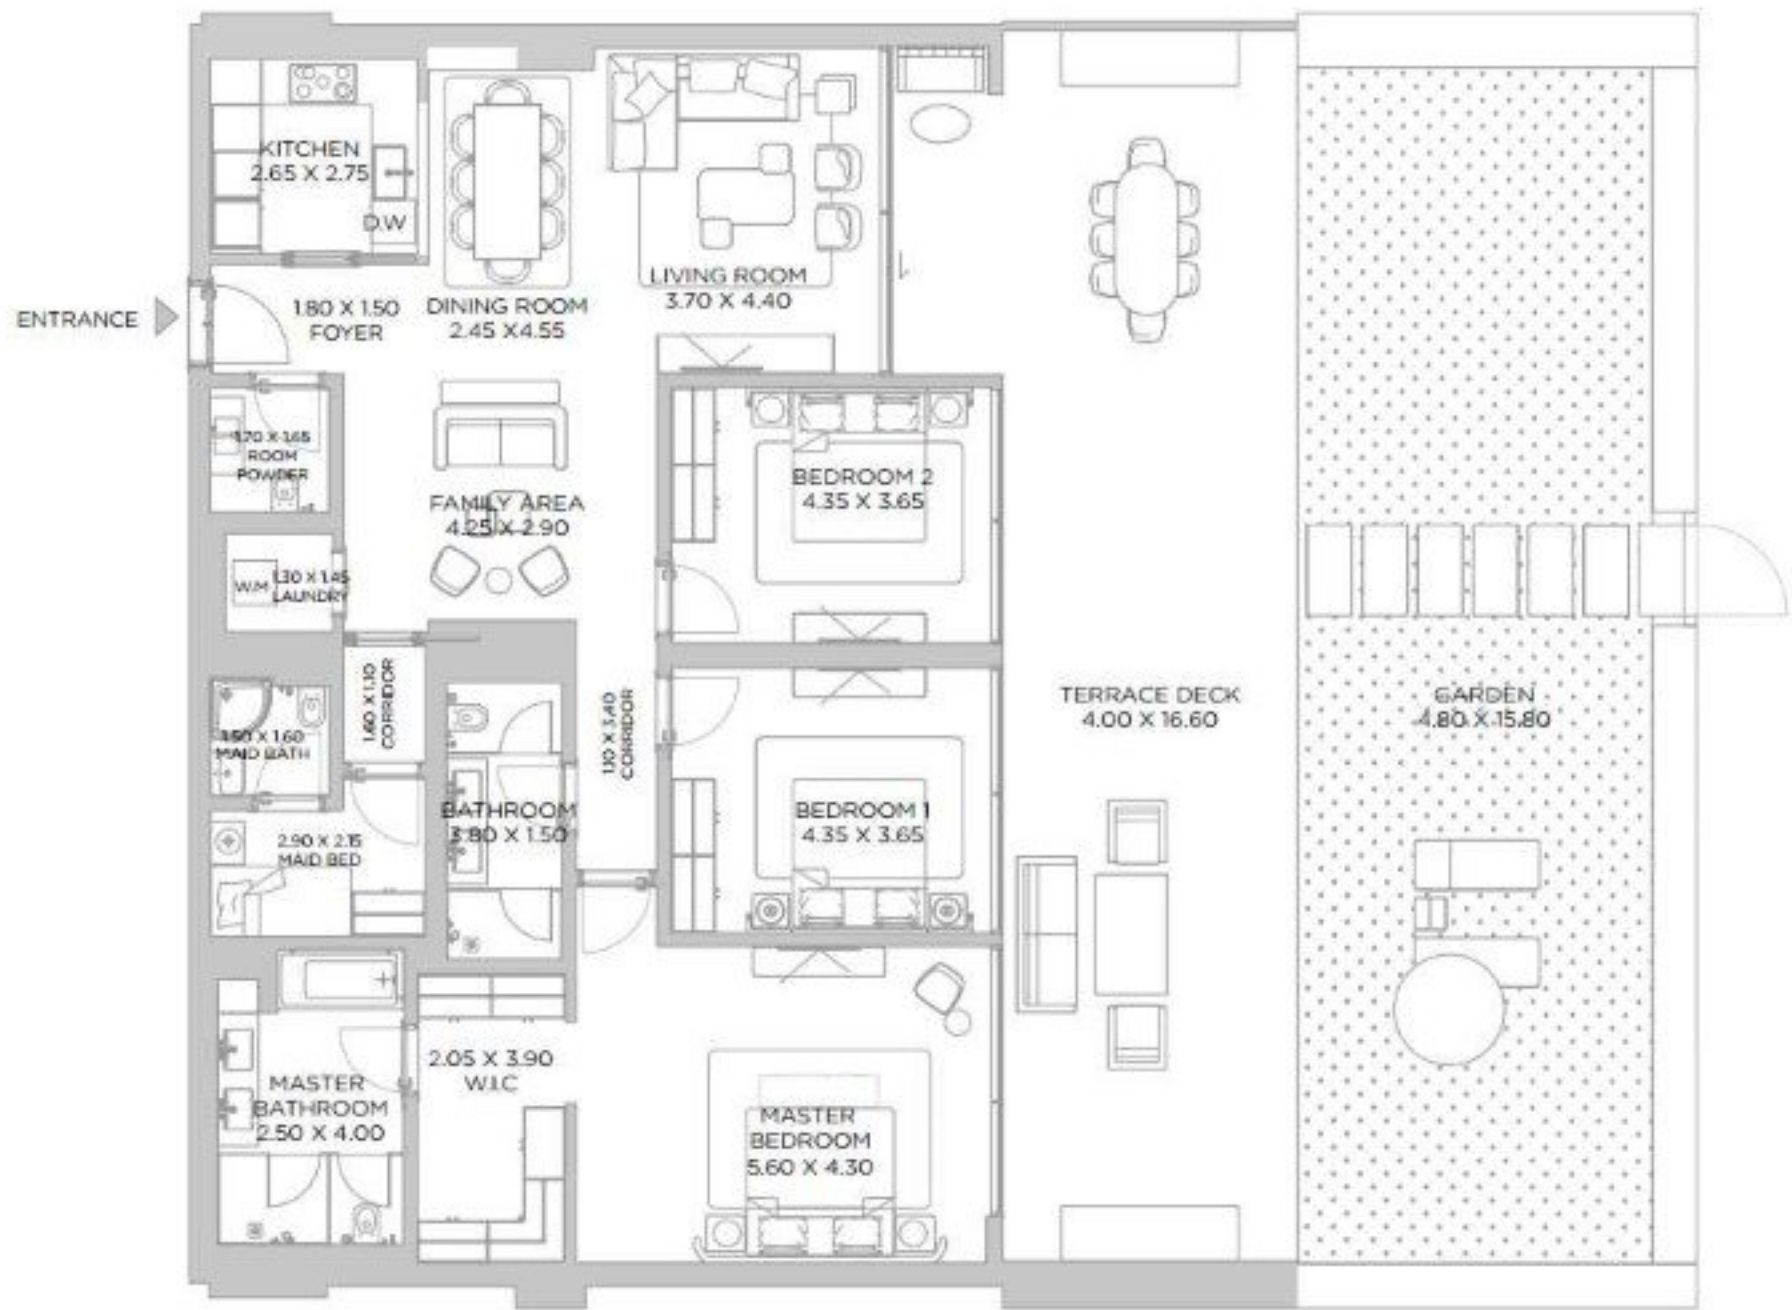 KITCHEN
2.65 X 2.75
D.W
ENTRANCE
1.80 X 1.50
FOYER
DINING ROOM
2.45 X4.55
LIVING ROOM
3.70 X 4.40
1.70 X 1.65
ROOM
POWDER
FAMILY AREA
4.25 X 2.90
BEDROOM 2
4.35 X 3.65
W.M
1.30 X 1.45
LAUNDRY
1.60 X 1.10
CORRIDOR
1.50 X 1.60
MAID BATH
1.10 X 3.40
CORRIDOR
TERRACE DECK
4.00 X 16.60
GARDEN
4.80 X 15.80
BATHROOM
3.80 X 1.50
BEDROOM 1
4.35 X 3.65
2.90 X 2.15
MAID BED
2.05 X 3.90
W.I.C
MASTER
BATHROOM
2.50 X 4.00
MASTER
BEDROOM
5.60 X 4.30